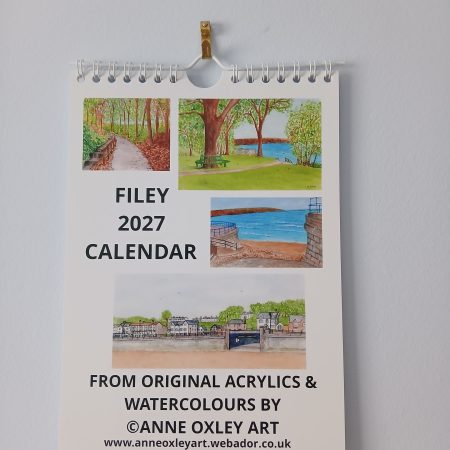 FILEY
2027
CALENDAR
FROM ORIGINAL ACRYLICS &
WATERCOLOURS BY
©ANNE OXLEY ART
www.anneoxleyart.webador.co.uk